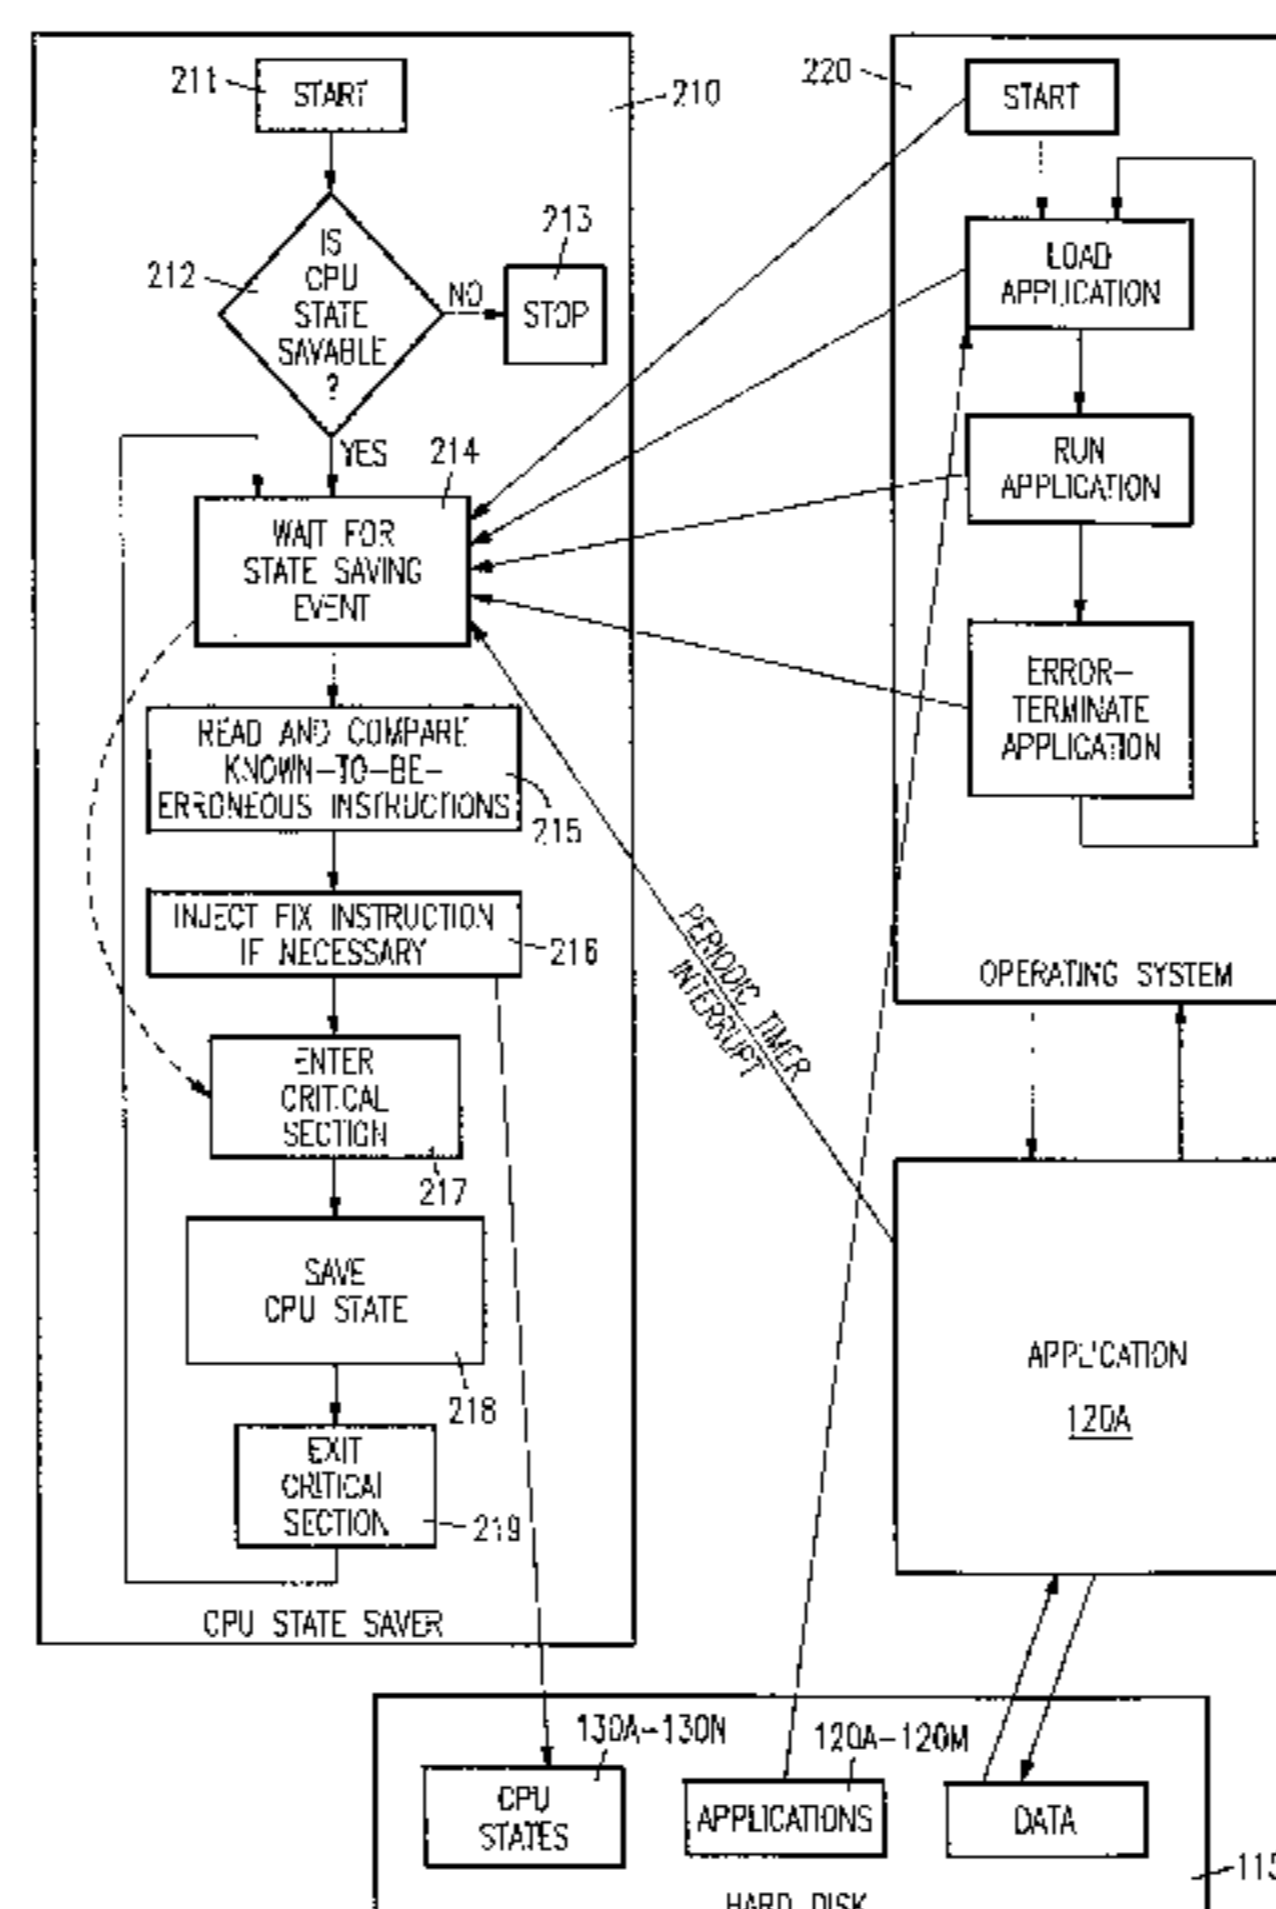 211
START
210
IS
CPU
STATE
SAVABLE
?
212
NO
213
STOP
YES
214
WAIT FOR
STATE SAVING
EVENT
READ AND COMPARE
KNOWN-TO-BE-
ERRONEOUS INSTRUCTIONS
215
INJECT FIX INSTRUCTION
IF NECESSARY
216
ENTER
CRITICAL
SECTION
217
SAVE
CPU STATE
218
EXIT
CRITICAL
SECTION
219
CPU STATE SAVER
220
START
LOAD
APPLICATION
RUN
APPLICATION
ERROR-
TERMINATE
APPLICATION
OPERATING SYSTEM
PERIODIC TIMER
INTERRUPT
APPLICATION
120A
130A-130N
CPU
STATES
120A-120M
APPLICATIONS
DATA
115
HARD DISK